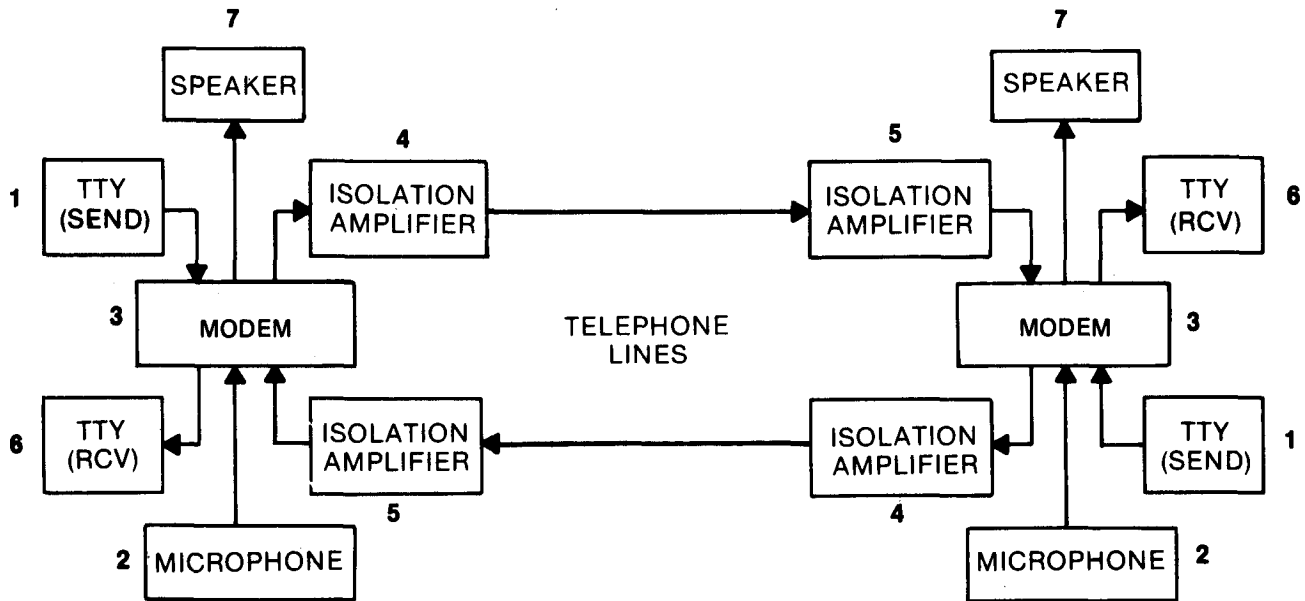 7
7
SPEAKER
SPEAKER
4
5
1
TTY
(SEND)
ISOLATION
AMPLIFIER
ISOLATION
AMPLIFIER
TTY
(RCV)
6
3
MODEM
TELEPHONE
LINES
MODEM
3
6
TTY
(RCV)
ISOLATION
AMPLIFIER
ISOLATION
AMPLIFIER
TTY
(SEND)
1
5
4
2
MICROPHONE
MICROPHONE
2